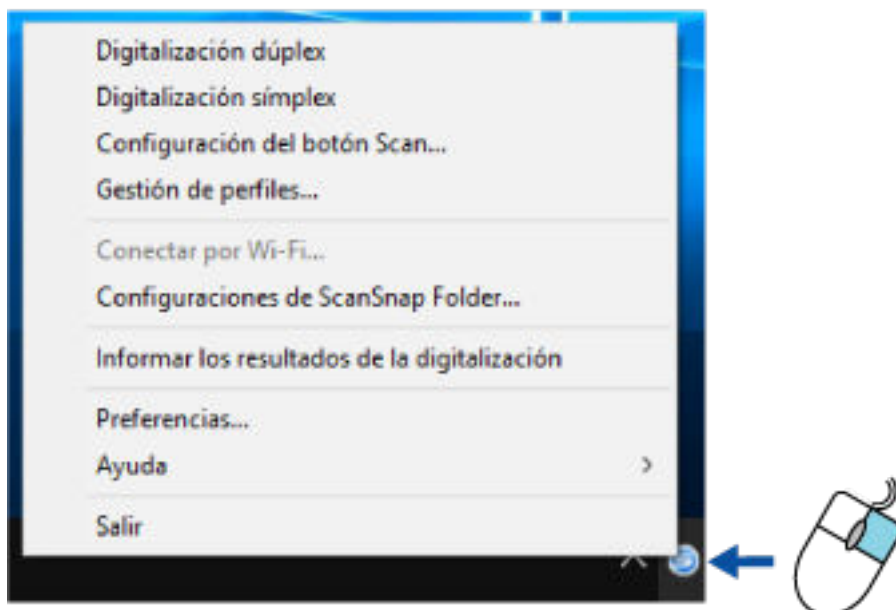 Digitalización dúplex
Digitalización símplex
Configuración del botón Scan...
Gestión de perfiles...
Conectar por Wi-Fi...
Configuraciones de ScanSnap Folder...
Informar los resultados de la digitalización
Preferencias...
Ayuda
Salir